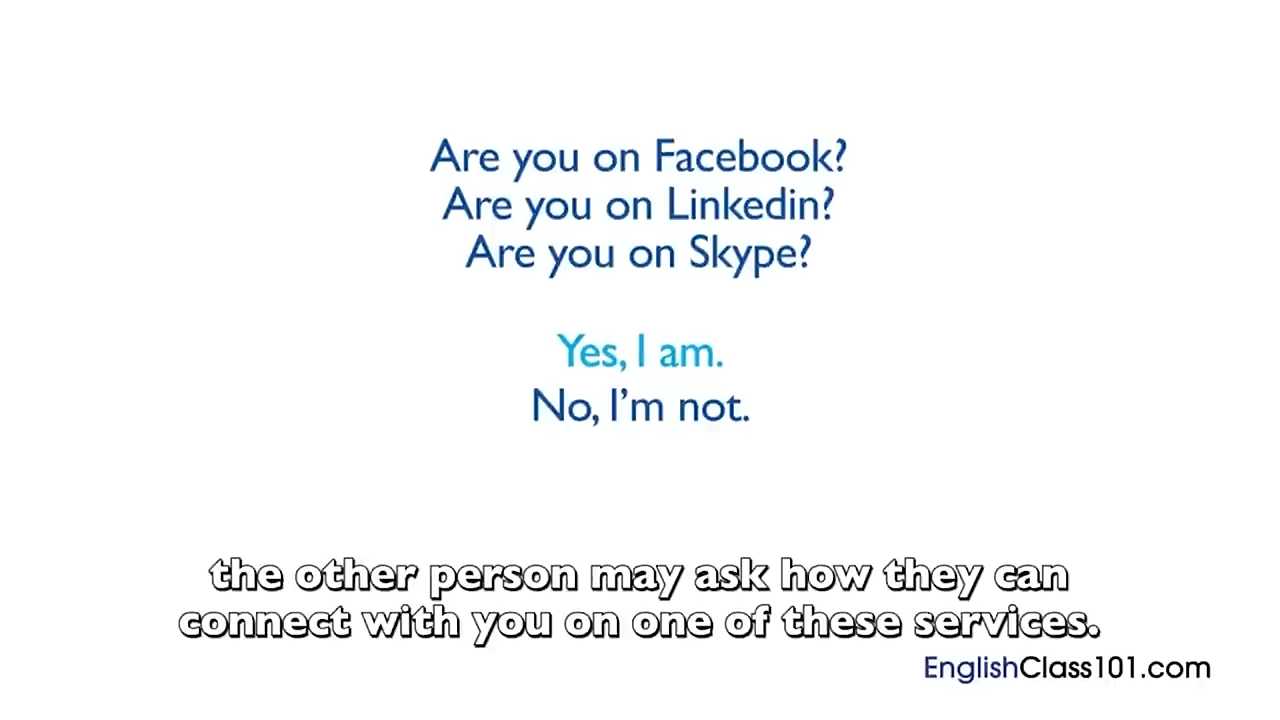 Are you on Facebook?
Are you on Linkedin?
Are you on Skype?
Yes, I am.
No, I'm not.
the other person may ask how they can
connect with you on one of these services.
EnglishClass101.com